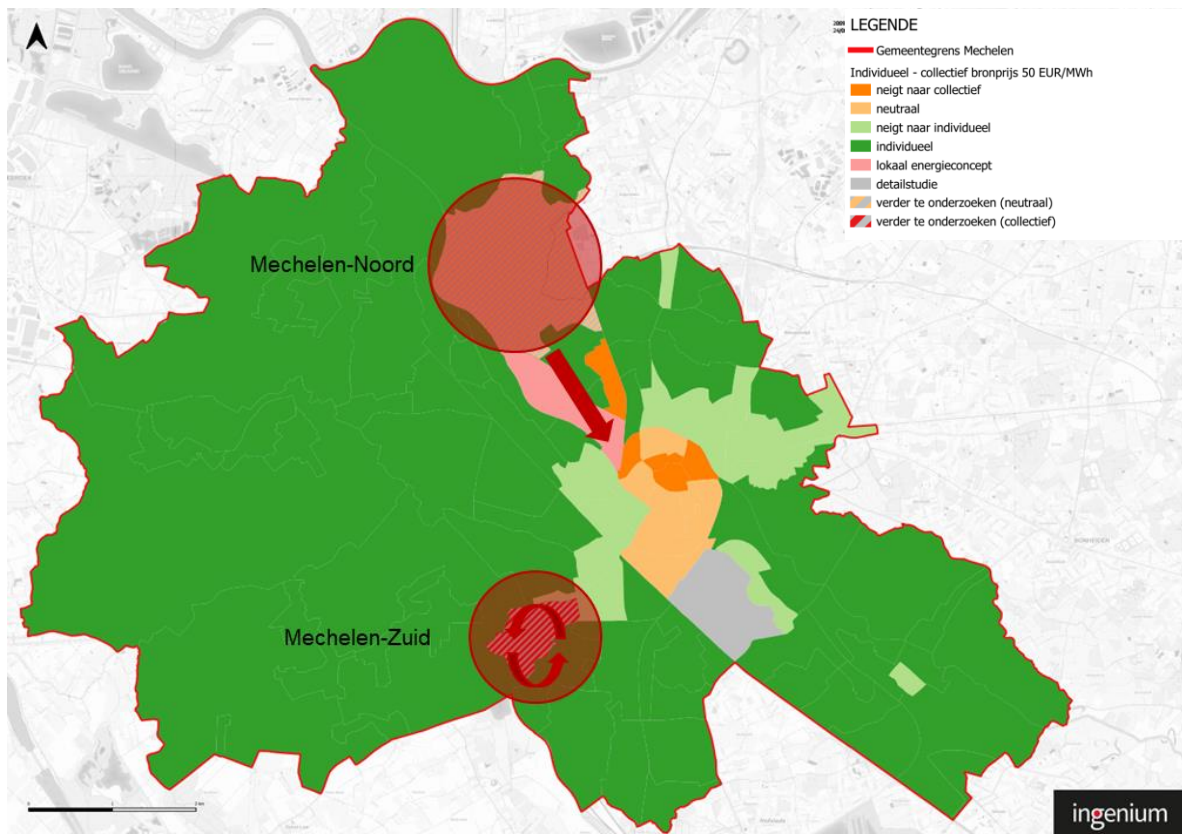 LEGENDE
Gemeentegrens Mechelen
Individueel - collectief bronprijs 50 EUR/MWh
neigt naar collectief
neutraal
neigt naar individueel
individueel
lokaal energieconcept
detailstudie
verder te onderzoeken (neutraal)
verder te onderzoeken (collectief)
Mechelen-Noord
Mechelen-Zuid
ingenium